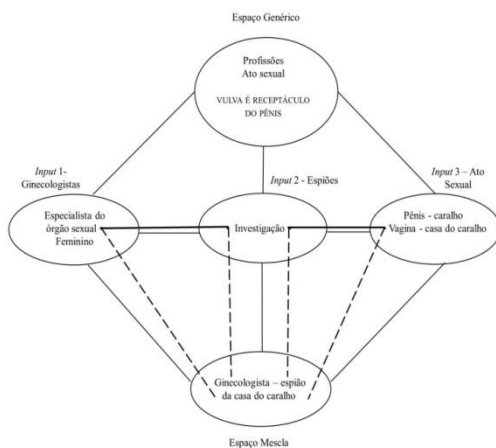 Espaço Genérico
Profissões
Ato sexual
VULVA É RECEPTÁCULO
DO PÊNIS
Input 1-
Ginecologistas
Input 2 - Espiões
Input 3 – Ato
Sexual
Especialista do
órgão sexual
Feminino
Investigação
Pênis - caralho
Vagina - casa do caralho
Ginecologista – espião
da casa do caralho
Espaço Mescla